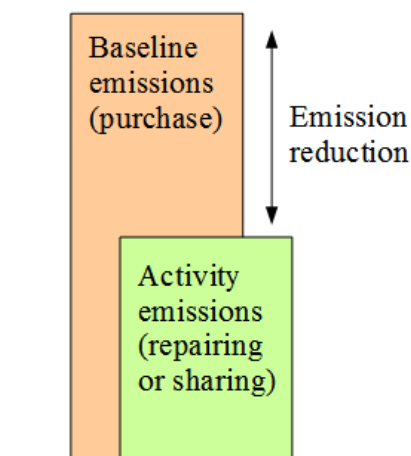 Baseline
emissions
(purchase)
Emission
reduction
Activity
emissions
(repairing
or sharing)